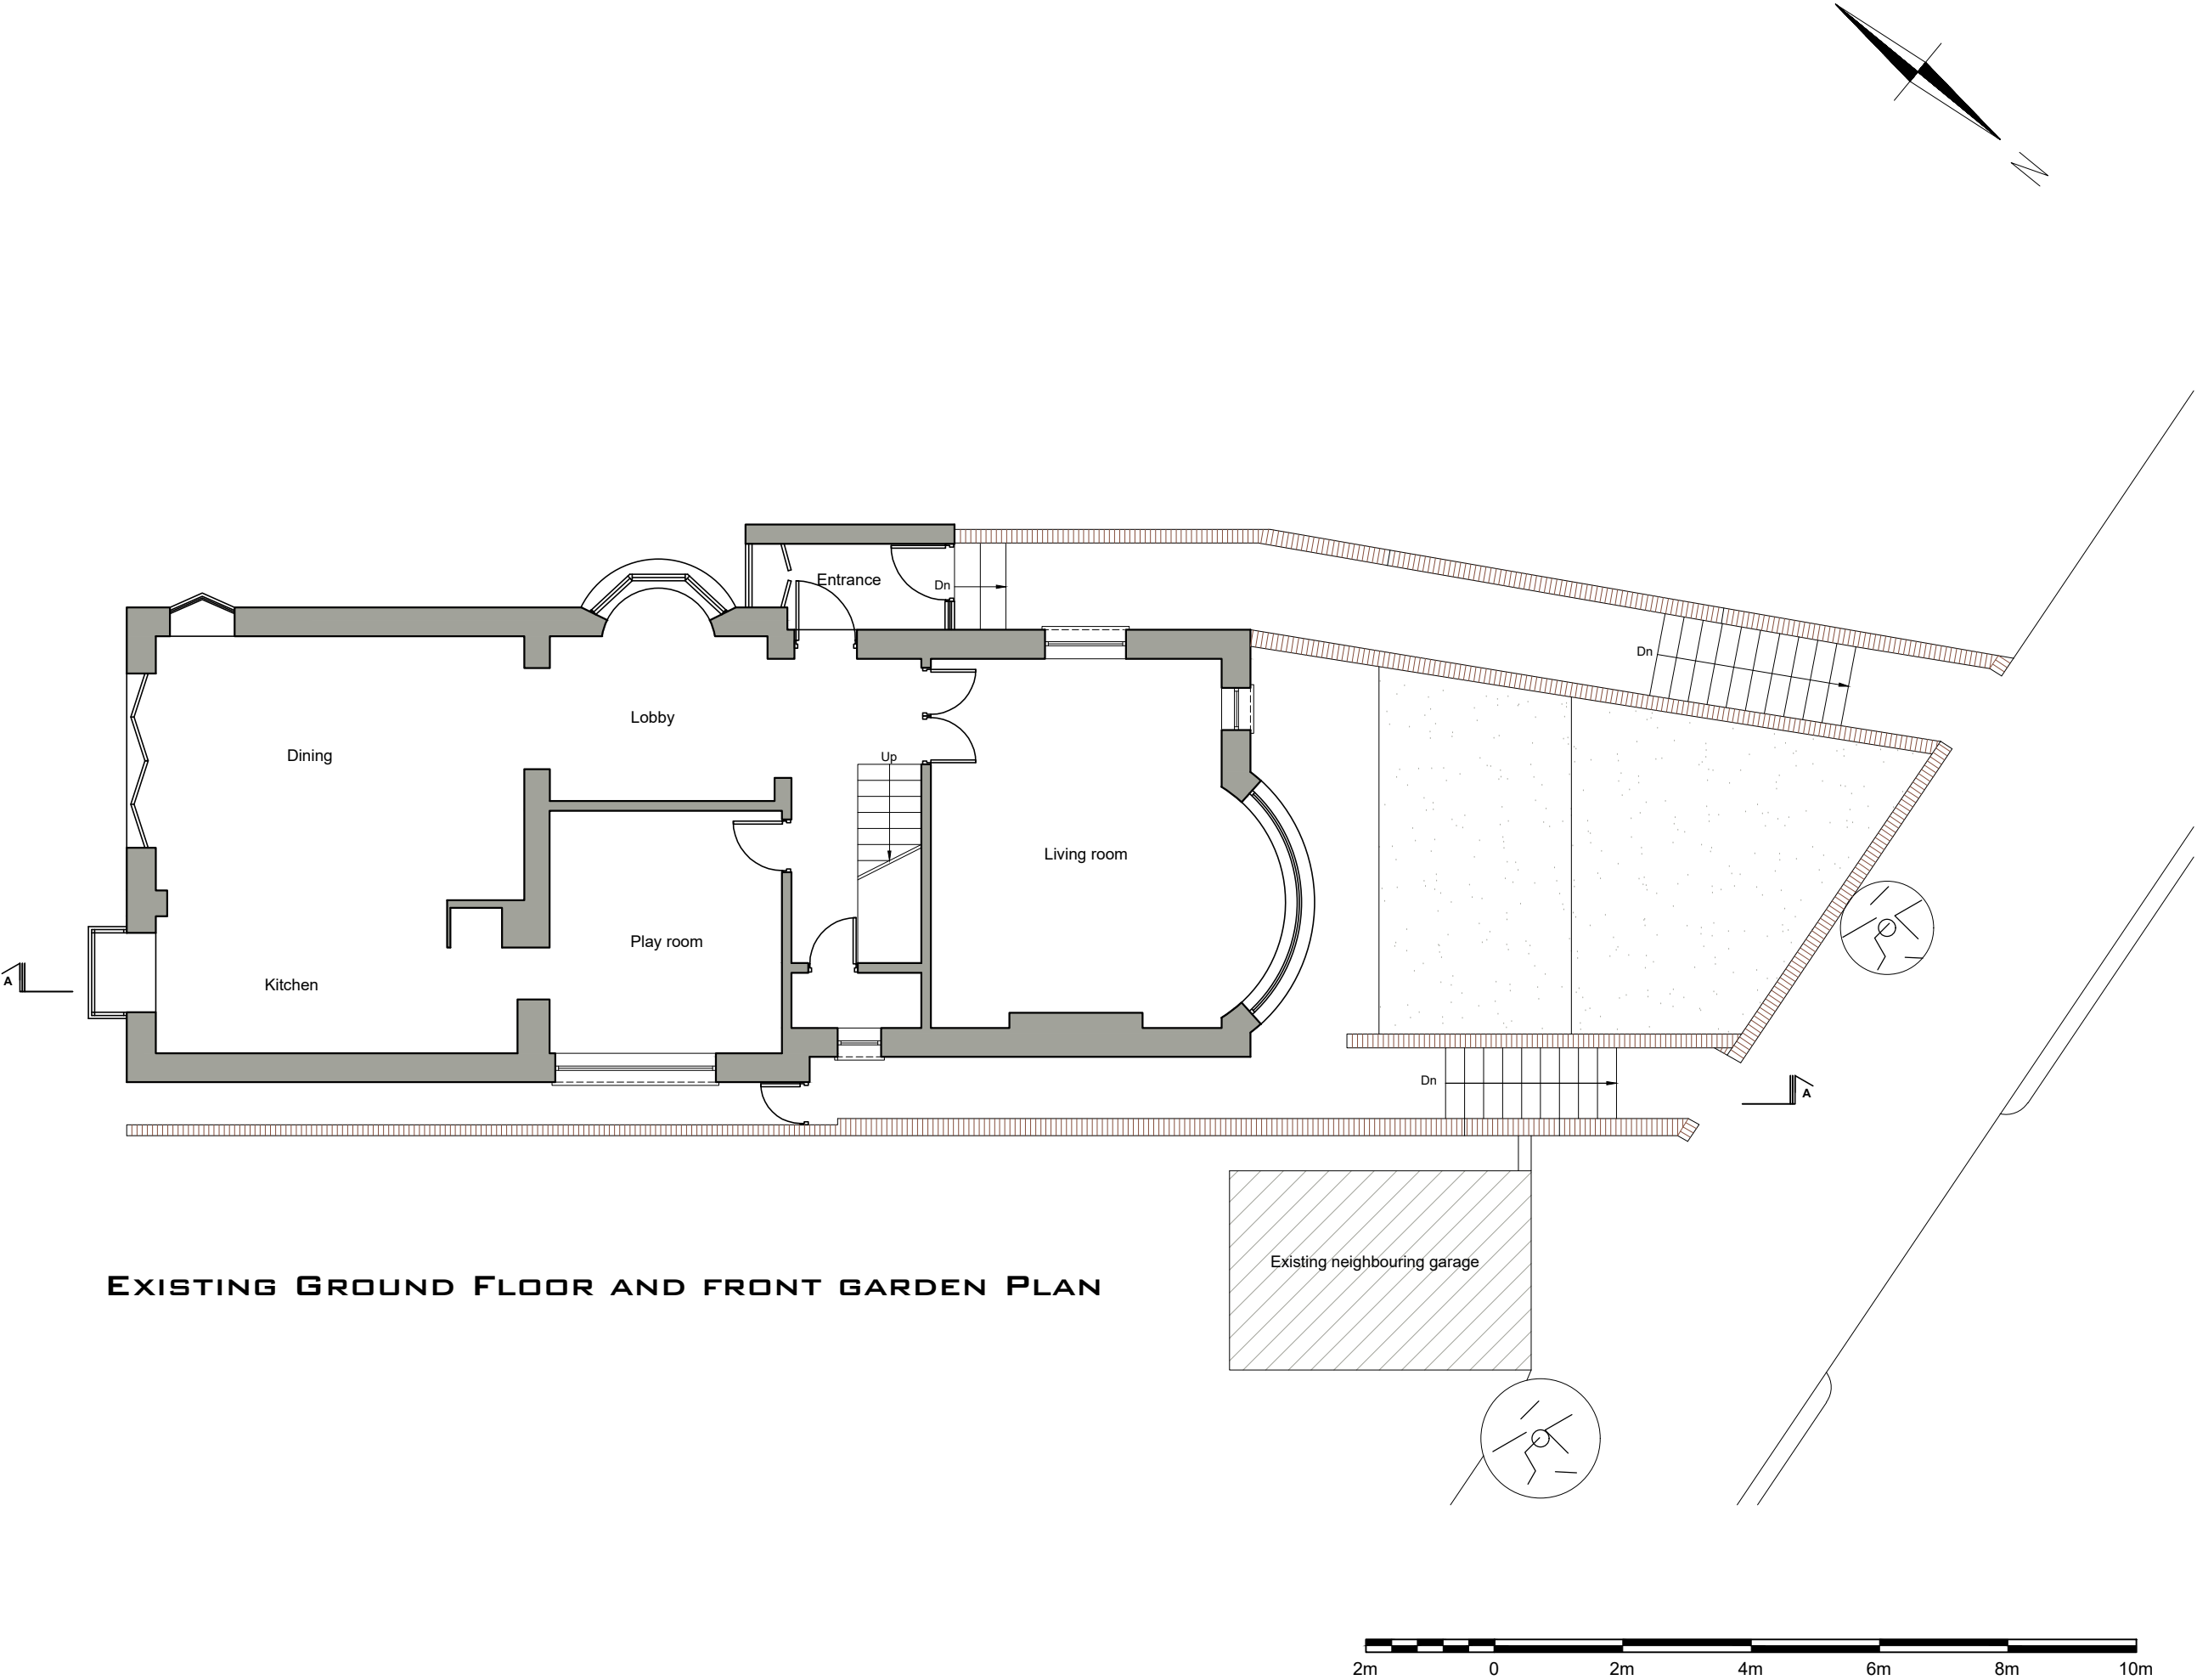 N
Entrance
Dn
Dn
Lobby
Dining
Up
Living room
Play room
Kitchen
A
Dn
A
Existing neighbouring garage
Existing Ground Floor and front garden Plan
2m 0 2m 4m 6m 8m 10m